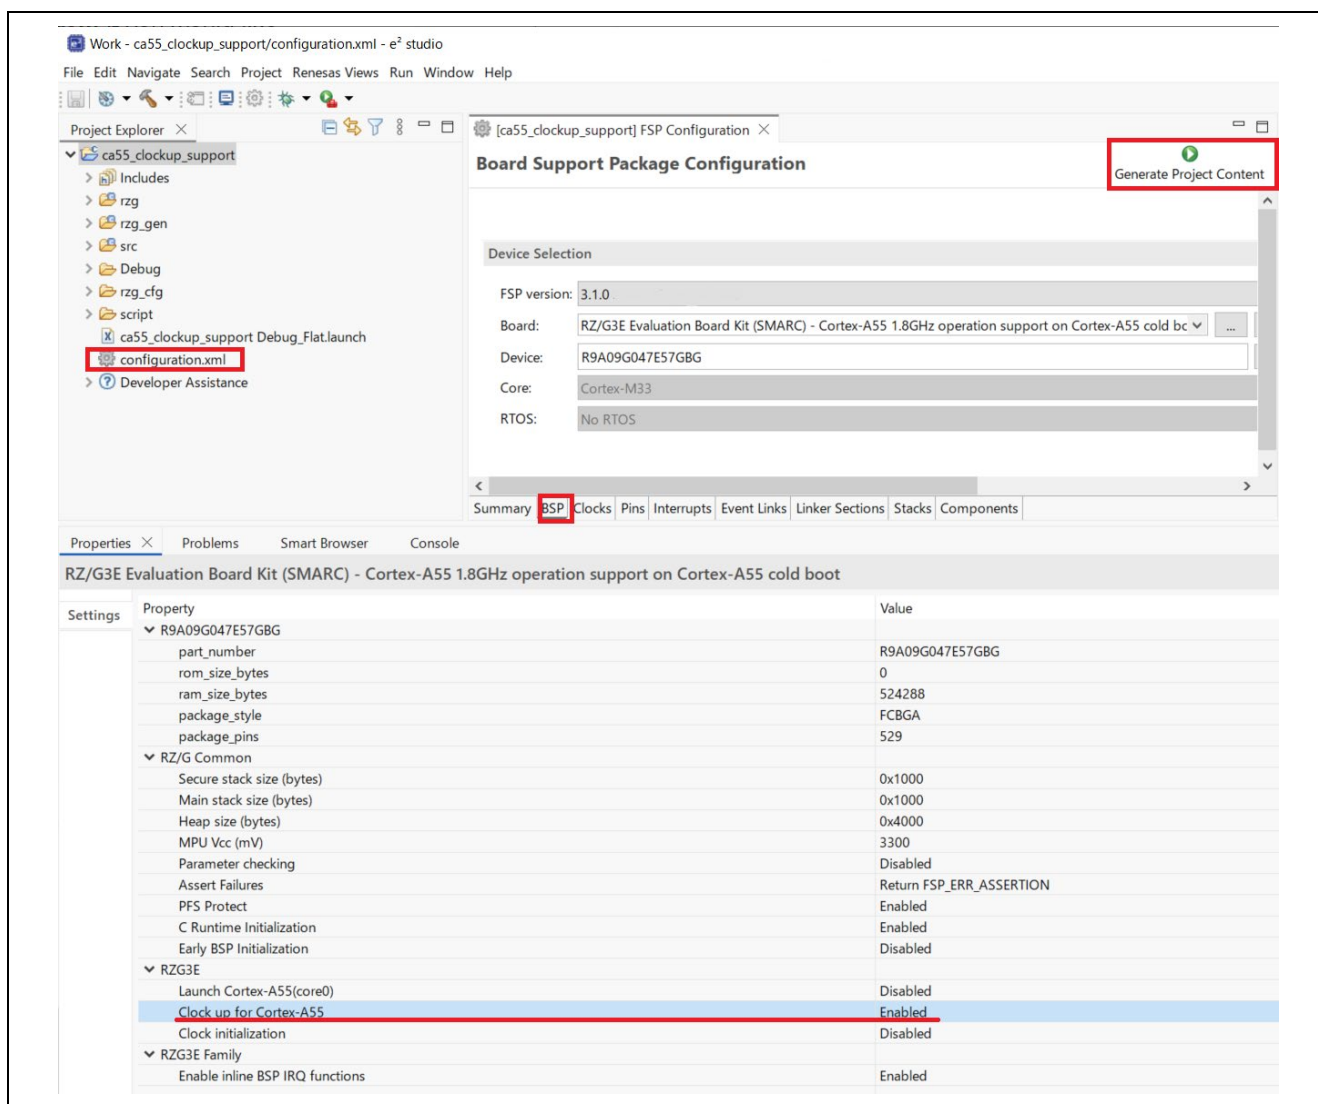 Work - ca55_clockup_support/configuration.xml - e² studio
File Edit Navigate Search Project Renesas Views Run Window Help
Project Explorer
ca55_clockup_support
Includes
rzg
rzg_gen
src
Debug
rzg_cfg
script
ca55_clockup_support Debug_Flat.launch
configuration.xml
Developer Assistance
[ca55_clockup_support] FSP Configuration
Board Support Package Configuration
Generate Project Content
Device Selection
FSP version: 3.1.0
Board: RZ/G3E Evaluation Board Kit (SMARC) - Cortex-A55 1.8GHz operation support on Cortex-A55 cold bc ...
Device: R9A09G047E57GBG
Core: Cortex-M33
RTOS: No RTOS
Summary BSP Clocks Pins Interrupts Event Links Linker Sections Stacks Components
Properties Problems Smart Browser Console
RZ/G3E Evaluation Board Kit (SMARC) - Cortex-A55 1.8GHz operation support on Cortex-A55 cold boot
Settings
Property Value
R9A09G047E57GBG
part_number R9A09G047E57GBG
rom_size_bytes 0
ram_size_bytes 524288
package_style FCBGA
package_pins 529
RZ/G Common
Secure stack size (bytes) 0x1000
Main stack size (bytes) 0x1000
Heap size (bytes) 0x4000
MPU Vcc (mV) 3300
Parameter checking Disabled
Assert Failures Return FSP_ERR_ASSERTION
PFS Protect Enabled
C Runtime Initialization Enabled
Early BSP Initialization Disabled
RZG3E
Launch Cortex-A55(core0) Disabled
Clock up for Cortex-A55 Enabled
Clock initialization Disabled
RZG3E Family
Enable inline BSP IRQ functions Enabled